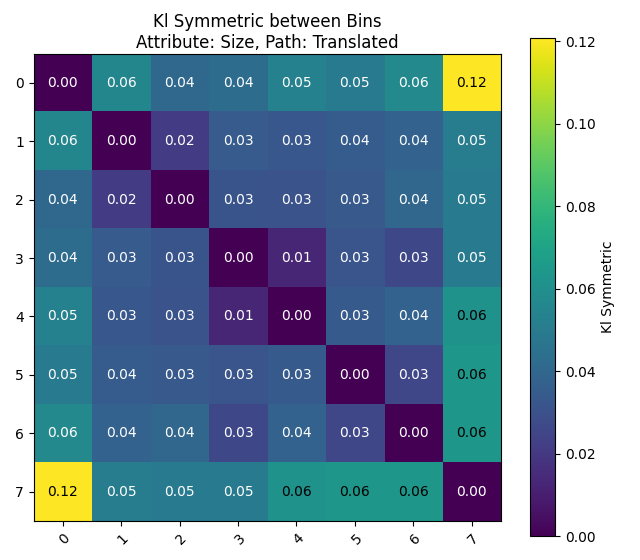 Kl Symmetric between Bins
Attribute: Size, Path: Translated
0 0.00 0.06 0.04 0.04 0.05 0.05 0.06 0.12
1 0.06 0.00 0.02 0.03 0.03 0.04 0.04 0.05
2 0.04 0.02 0.00 0.03 0.03 0.03 0.04 0.05
3 0.04 0.03 0.03 0.00 0.01 0.03 0.03 0.05
4 0.05 0.03 0.03 0.01 0.00 0.03 0.04 0.06
5 0.05 0.04 0.03 0.03 0.03 0.00 0.03 0.06
6 0.06 0.04 0.04 0.03 0.04 0.03 0.00 0.06
7 0.12 0.05 0.05 0.05 0.06 0.06 0.06 0.00
0 1 2 3 4 5 6 7
0.12
0.10
0.08
0.06
0.04
0.02
0.00
Kl Symmetric